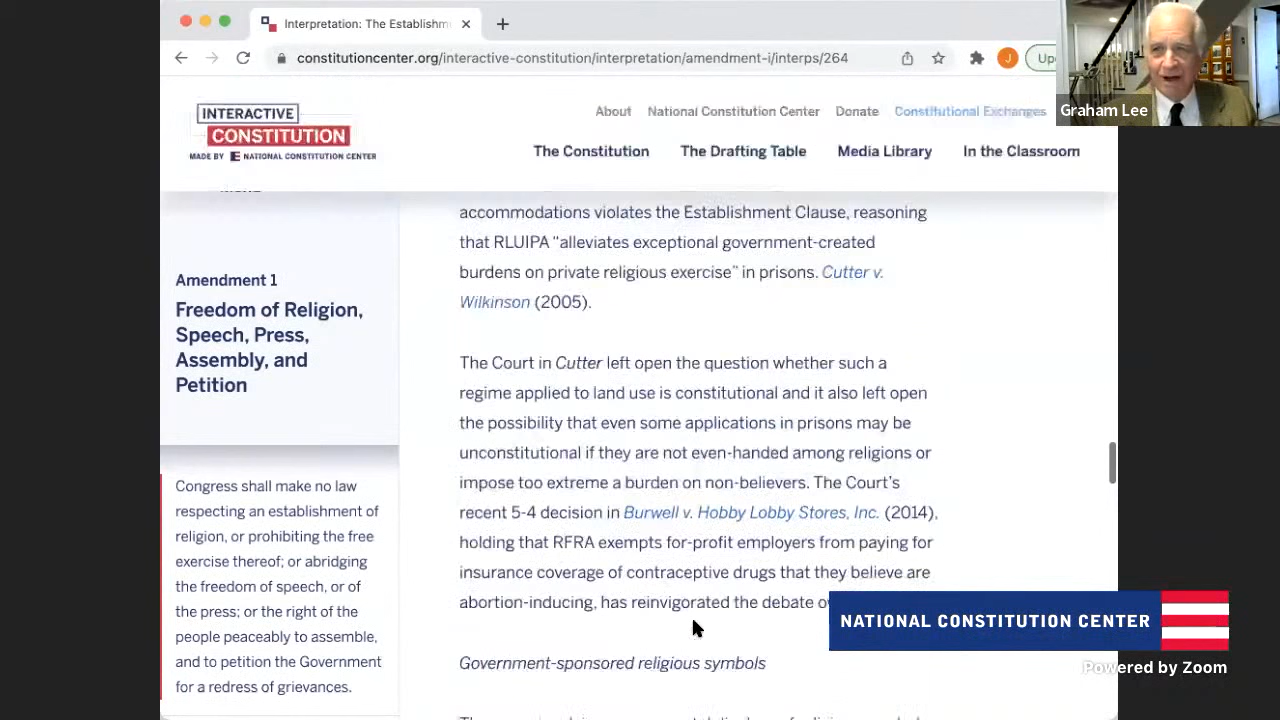 Interpretation: The Establishm
constitutioncenter.org/interactive-constitution/interpretation/amendment-i/interps/264
J
Graham Lee
INTERACTIVE
CONSTITUTION
MADE BY NATIONAL CONSTITUTION CENTER
About National Constitution Center Donate Constitutional Exchanges
The Constitution The Drafting Table Media Library In the Classroom
Amendment 1
Freedom of Religion,
Speech, Press,
Assembly, and
Petition
Congress shall make no law
respecting an establishment of
religion, or prohibiting the free
exercise thereof; or abridging
the freedom of speech, or of
the press; or the right of the
people peaceably to assemble,
and to petition the Government
for a redress of grievances.
accommodations violates the Establishment Clause, reasoning
that RLUIPA “alleviates exceptional government-created
burdens on private religious exercise” in prisons. Cutter v.
Wilkinson (2005).
The Court in Cutter left open the question whether such a
regime applied to land use is constitutional and it also left open
the possibility that even some applications in prisons may be
unconstitutional if they are not even-handed among religions or
impose too extreme a burden on non-believers. The Court’s
recent 5-4 decision in Burwell v. Hobby Lobby Stores, Inc. (2014),
holding that RFRA exempts for-profit employers from paying for
insurance coverage of contraceptive drugs that they believe are
abortion-inducing, has reinvigorated the debate
Government-sponsored religious symbols
NATIONAL CONSTITUTION CENTER
Powered by Zoom